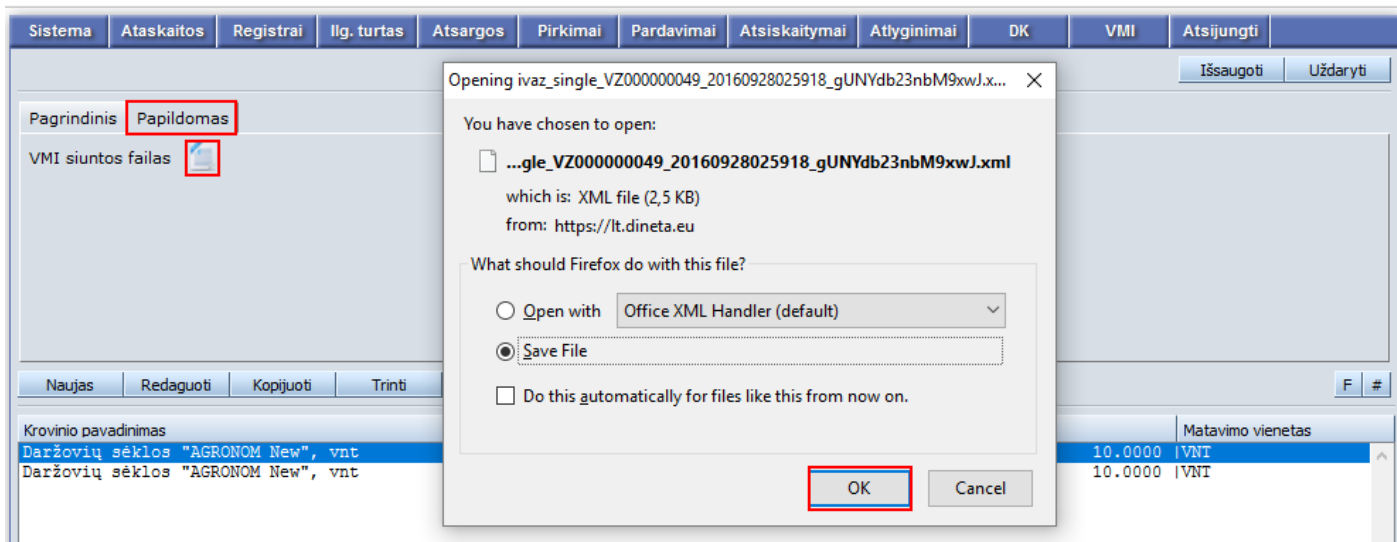 Sistema Ataskaitos Registrai Ilg. turtas Atsargos Pirkimai Pardavimai Atsiskaitymai Atlyginimai DK VMI Atsijungti
Išsaugoti Uždaryti
Opening ivaz_single_VZ000000049_20160928025918_gUNYdb23nbM9xwJ.x...
Pagrindinis Papildomas
You have chosen to open:
VMI siuntos failas
...gle_VZ000000049_20160928025918_gUNYdb23nbM9xwJ.xml
which is: XML file (2,5 KB)
from: https://lt.dineta.eu
What should Firefox do with this file?
Open with Office XML Handler (default)
Save File
Naujas Redaguoti Kopijuoti Trinti F #
Do this automatically for files like this from now on.
Krovinio pavadinimas Matavimo vienetas
Daržovių sėklos "AGRONOM New", vnt 10.0000 |VNT
Daržovių sėklos "AGRONOM New", vnt 10.0000 |VNT
OK Cancel